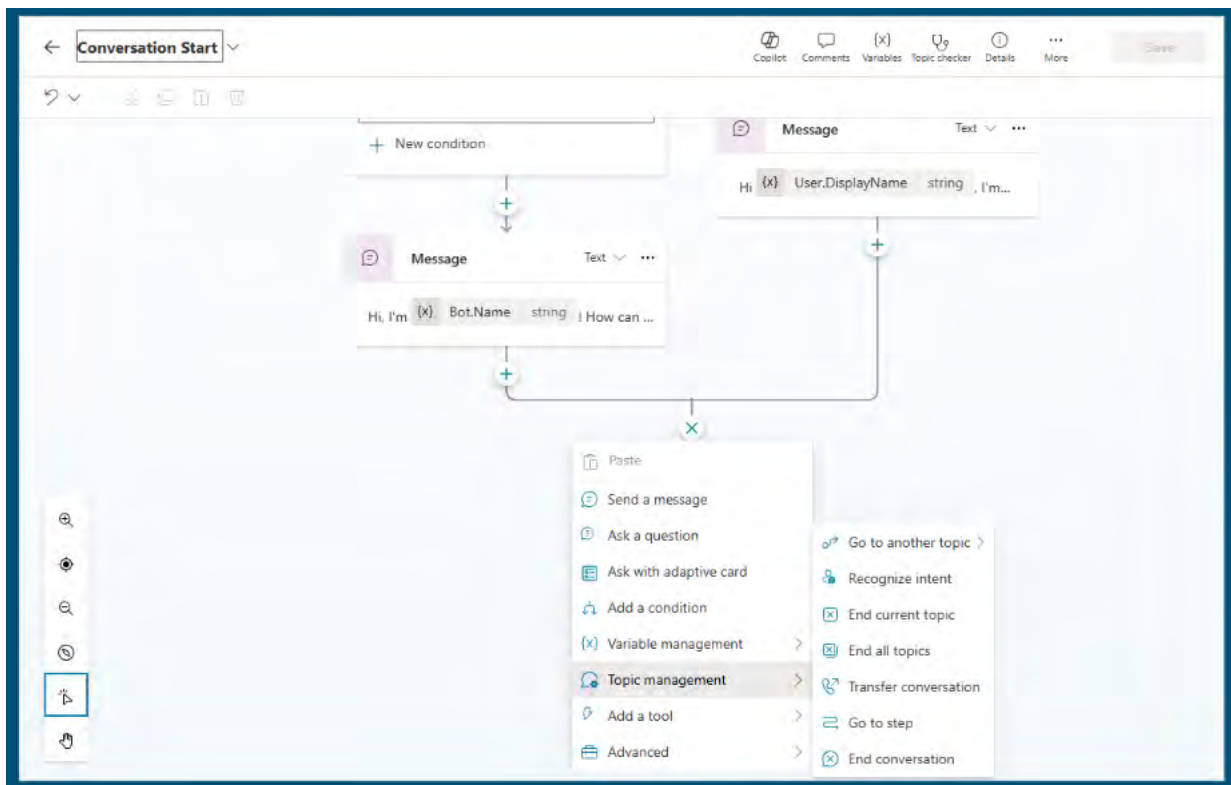 Conversation Start
Copilot
Comments
Variables
Topic checker
Details
More
Save
New condition
Message
Text
Hi {x} User.DisplayName string , I'm...
Message
Text
Hi, I'm {x} Bot.Name string ! How can ...
Paste
Send a message
Ask a question
Ask with adaptive card
Add a condition
{x} Variable management
Topic management
Add a tool
Advanced
Go to another topic
Recognize intent
End current topic
End all topics
Transfer conversation
Go to step
End conversation